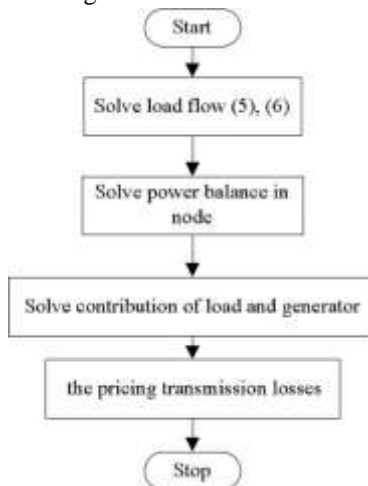 Start
Solve load flow (5), (6)
Solve power balance in
node
Solve contribution of load and generator
the pricing transmission losses
Stop